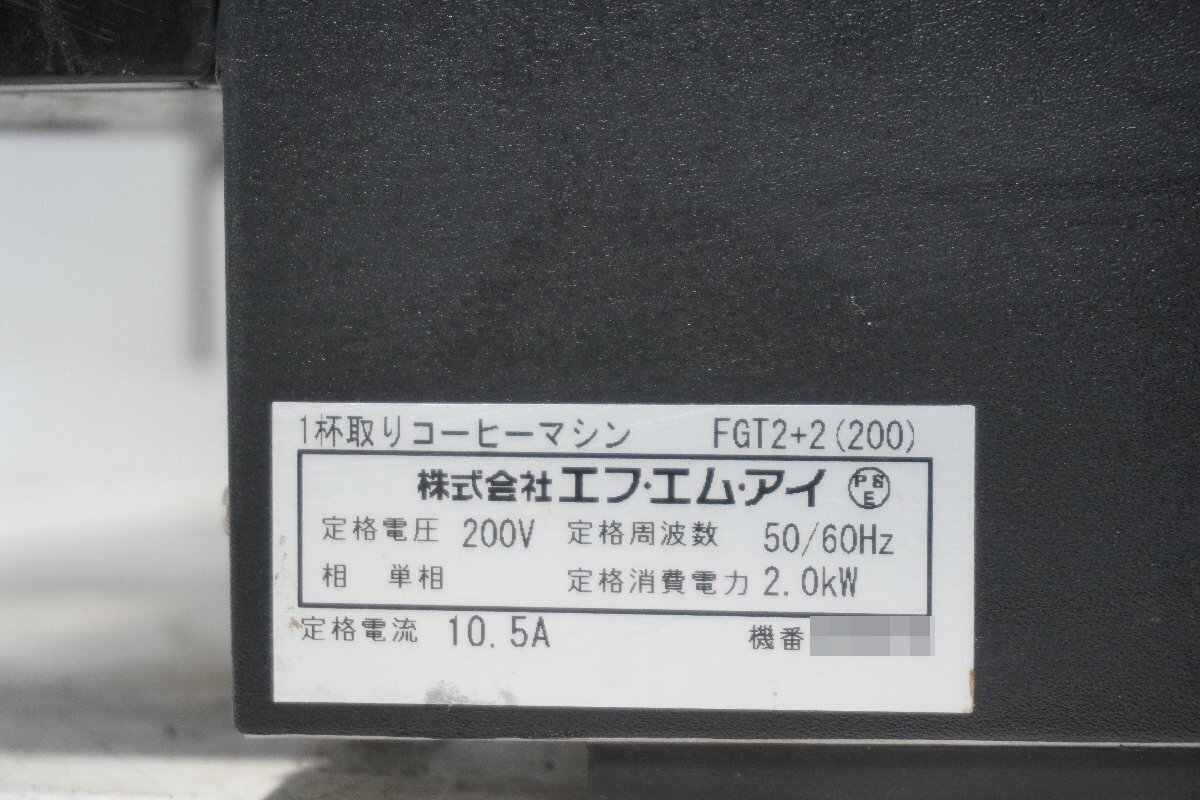 1杯取りコーヒーマシン FGT2+2(200)
株式会社エフ・エム・アイ PSE
定格電圧 200V 定格周波数 50/60Hz
相 単相 定格消費電力 2.0kW
定格電流 10.5A 機番